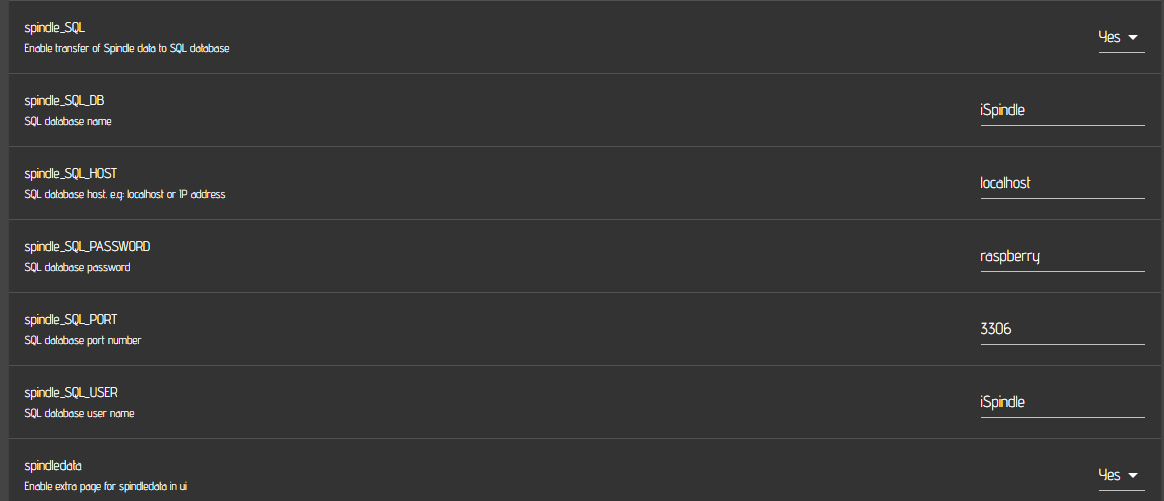 spindle_SQL
Enable transfer of Spindle data to SQL database
Yes
spindle_SQL_DB
SQL database name
iSpindle
spindle_SQL_HOST
SQL database host. e.g: localhost or IP address
localhost
spindle_SQL_PASSWORD
SQL database password
raspberry
spindle_SQL_PORT
SQL database port number
3306
spindle_SQL_USER
SQL database user name
iSpindle
spindledata
Enable extra page for spindledata in ui
Yes